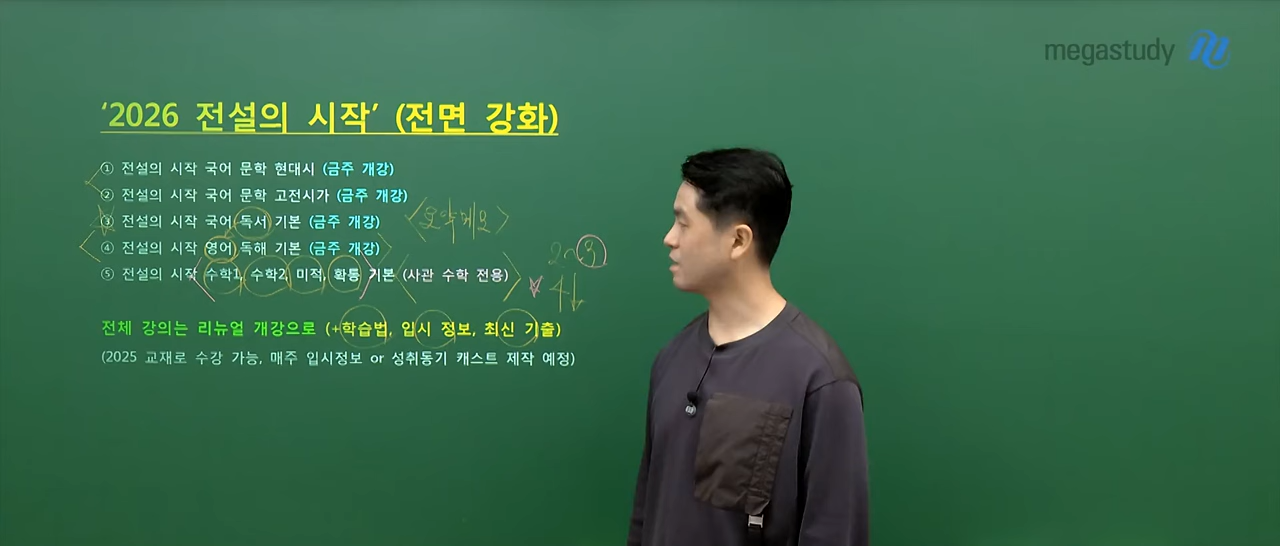 megastudy
‘2026 전설의 시작’ (전면 강화)
① 전설의 시작 국어 문학 현대시 (금주 개강)
② 전설의 시작 국어 문학 고전시가 (금주 개강)
③ 전설의 시작 국어 독서 기본 (금주 개강)
④ 전설의 시작 영어 독해 기본 (금주 개강)
⑤ 전설의 시작 수학1, 수학2, 미적, 확통 기본 (사관 수학 전용)
2~3
4↓
전체 강의는 리뉴얼 개강으로 (+학습법, 입시 정보, 최신 기출)
(2025 교재로 수강 가능, 매주 입시정보 or 성취동기 캐스트 제작 예정)